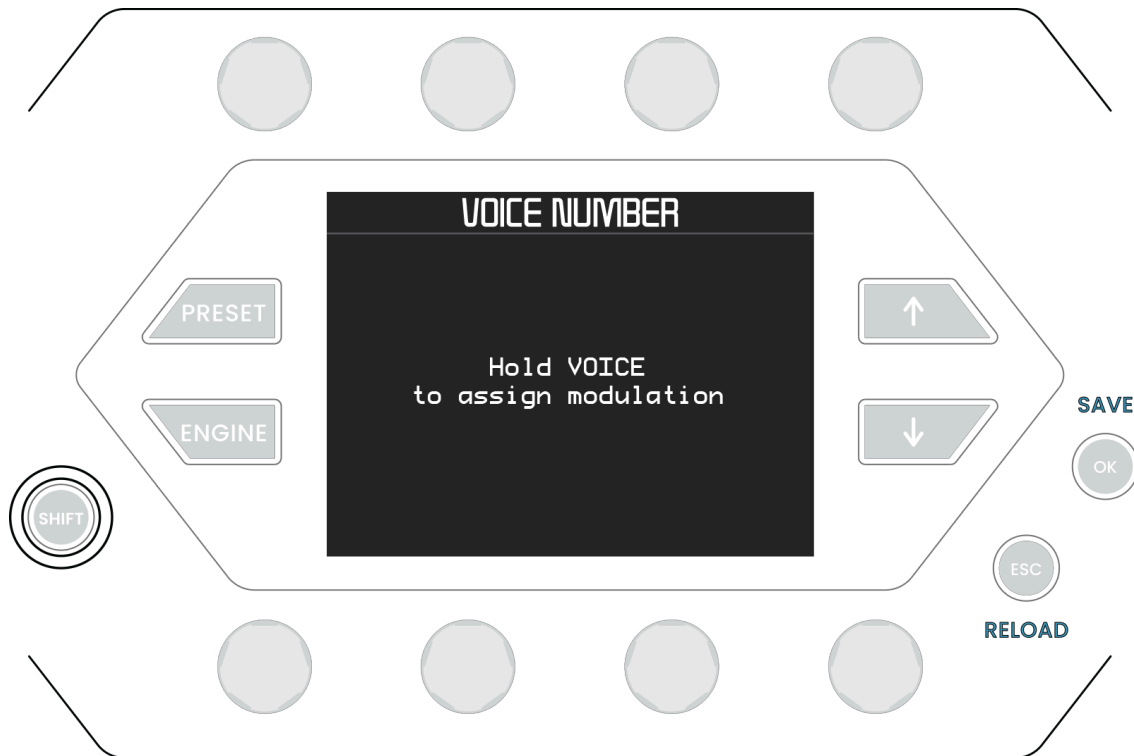 VOICE NUMBER
PRESET
Hold VOICE
to assign modulation
SAVE
ENGINE
OK
SHIFT
ESC
RELOAD